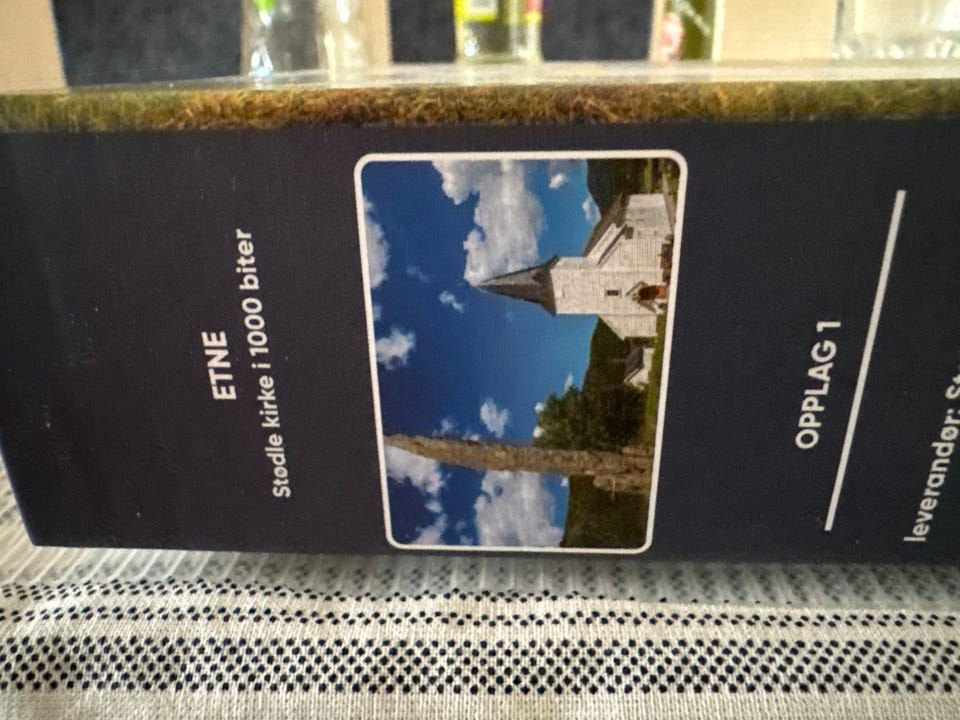 ETNE
Stødle kirke i 1000 biter
OPPLAG 1
leverandør: